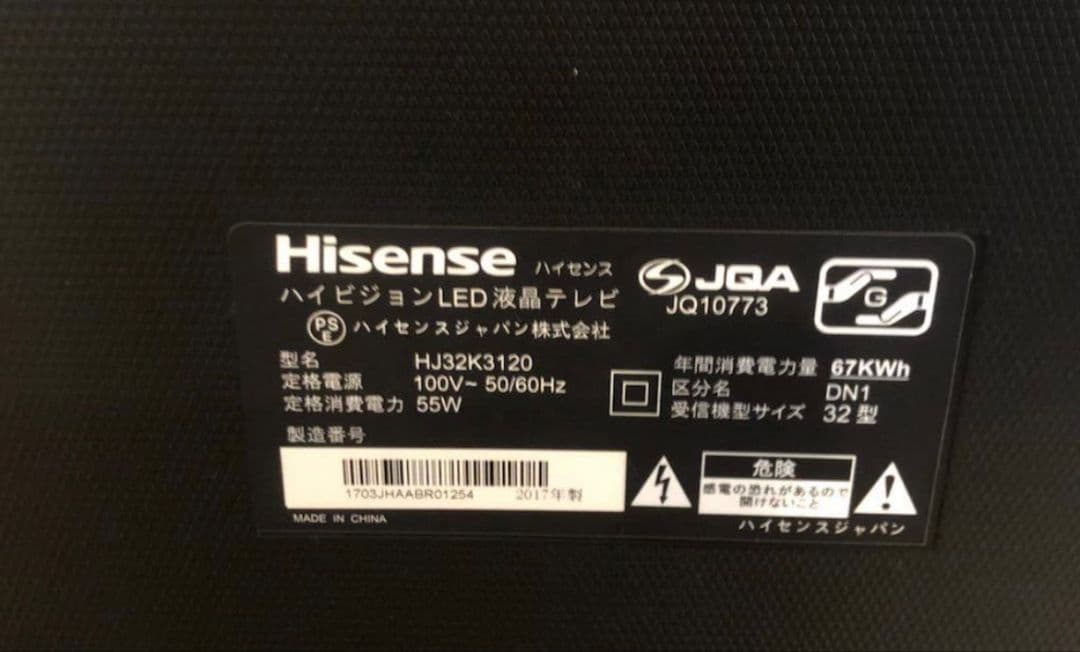 Hisense ハイセンス
ハイビジョンLED液晶テレビ
PSE ハイセンスジャパン株式会社
JQA
JQ10773
G
型名 HJ32K3120
定格電源 100V~ 50/60Hz
定格消費電力 55W
年間消費電力量 67KWh
区分名 DN1
受信機型サイズ 32型
製造番号
1703JHAABR01254 2017年製
MADE IN CHINA
危険
感電の恐れがあるので
開けないこと
ハイセンスジャパン